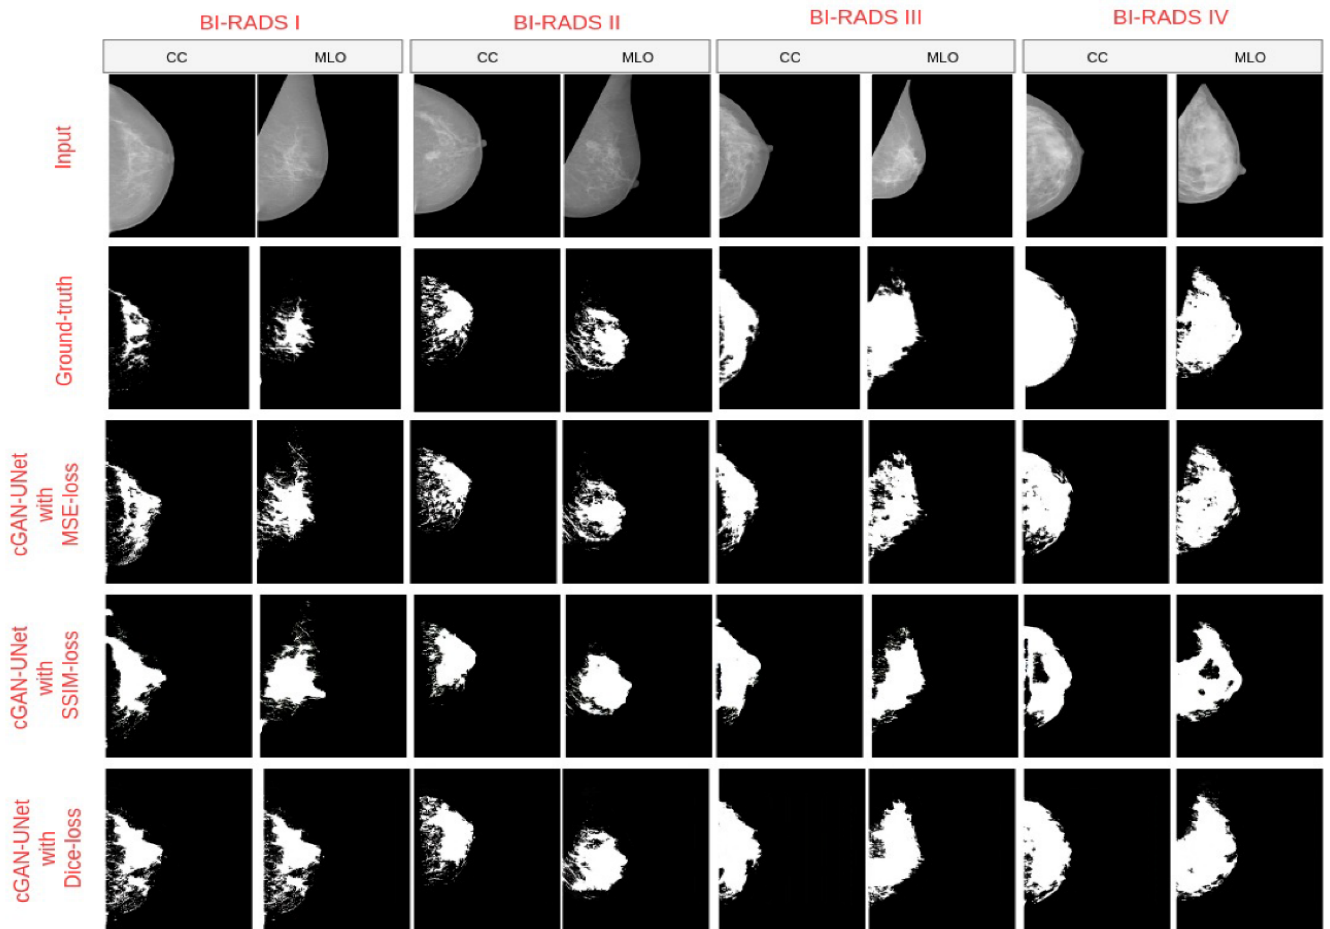 BI-RADS I
BI-RADS II
BI-RADS III
BI-RADS IV
CC
MLO
CC
MLO
CC
MLO
CC
MLO
Input
Ground-truth
cGAN-UNet
with
MSE-loss
cGAN-UNet
with
SSIM-loss
cGAN-UNet
with
Dice-loss